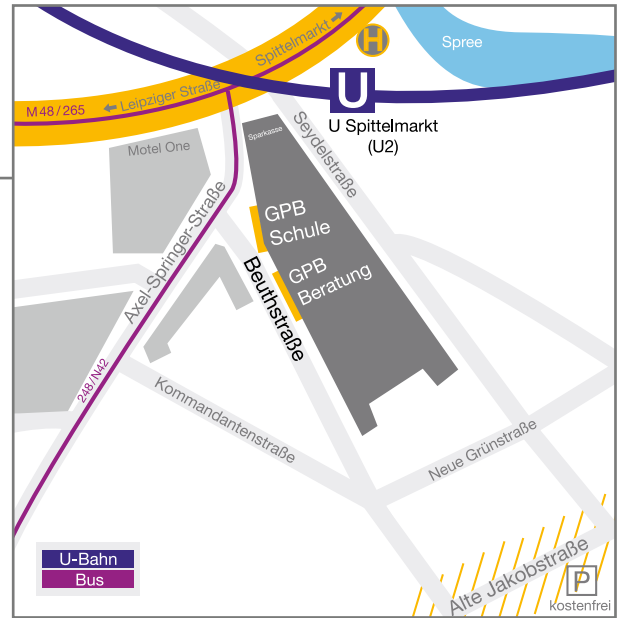 Spittelmarkt
H
Spree
Leipziger Straße
M48/265
U
U Spittelmarkt
(U2)
Sparkasse
Motel One
Seydelstraße
Axel-Springer-Straße
GPB
Schule
GPB
Beratung
Beuthstraße
248/N42
Kommandantenstraße
Neue Grünstraße
Alte Jakobstraße
P
kostenfrei
U-Bahn
Bus